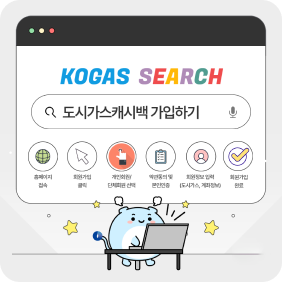 KOGAS SEARCH
도시가스캐시백 가입하기
홈페이지
접속
회원가입
클릭
개인회원/
단체회원 선택
약관동의 및
본인인증
회원정보 입력
(도시가스, 계좌정보)
회원가입
완료